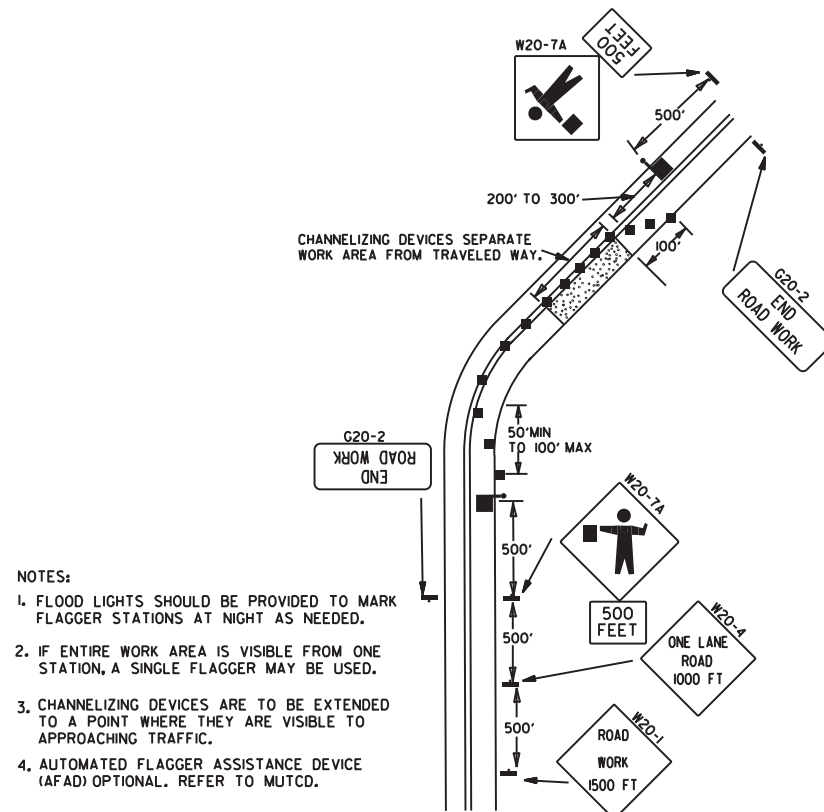 W20-7A
500
FEET
500'
200' TO 300'
CHANNELIZING DEVICES SEPARATE
WORK AREA FROM TRAVELED WAY.
100'
G20-2
END
ROAD WORK
50'MIN
TO 100' MAX
G20-2
END
ROAD WORK
W20-7A
500'
500
FEET
500'
W20-4
ONE LANE
ROAD
1000 FT
500'
W20-1
ROAD
WORK
1500 FT
NOTES:
1. FLOOD LIGHTS SHOULD BE PROVIDED TO MARK
FLAGGER STATIONS AT NIGHT AS NEEDED.
2. IF ENTIRE WORK AREA IS VISIBLE FROM ONE
STATION, A SINGLE FLAGGER MAY BE USED.
3. CHANNELIZING DEVICES ARE TO BE EXTENDED
TO A POINT WHERE THEY ARE VISIBLE TO
APPROACHING TRAFFIC.
4. AUTOMATED FLAGGER ASSISTANCE DEVICE
(AFAD) OPTIONAL. REFER TO MUTCD.